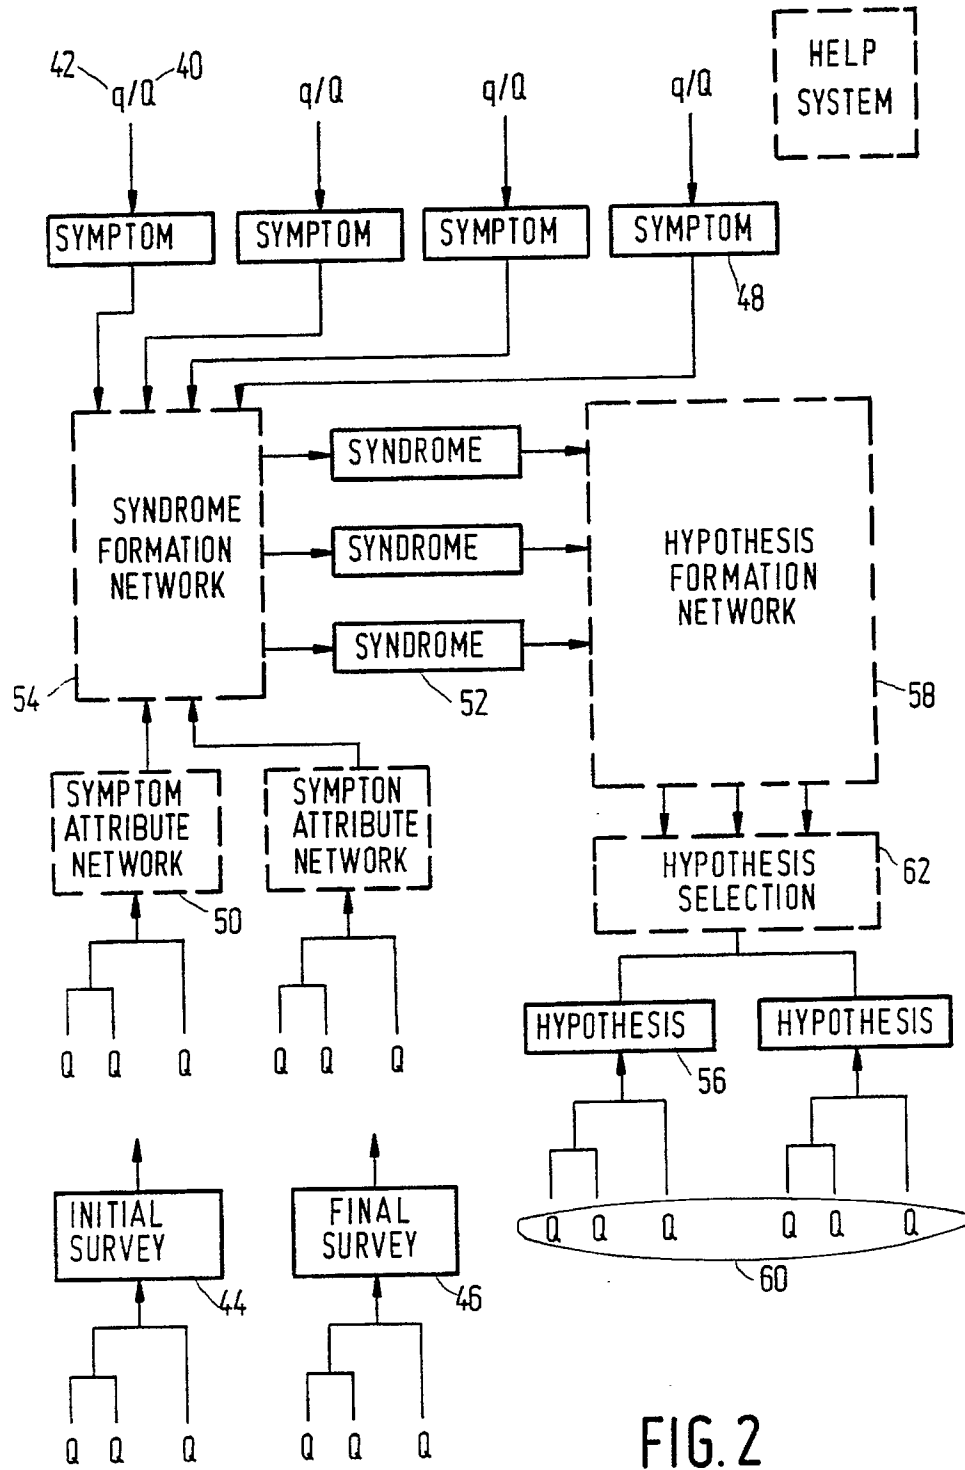 HELP
SYSTEM
42 40
q/Q q/Q q/Q q/Q
SYMPTOM SYMPTOM SYMPTOM SYMPTOM
48
SYNDROME
FORMATION
NETWORK
54
SYNDROME
SYNDROME
SYNDROME
52
HYPOTHESIS
FORMATION
NETWORK
58
SYMPTOM
ATTRIBUTE
NETWORK
50
SYMPTON
ATTRIBUTE
NETWORK
HYPOTHESIS
SELECTION
62
Q Q Q Q Q Q
HYPOTHESIS HYPOTHESIS
56
Q Q Q Q Q Q
60
INITIAL
SURVEY
44
FINAL
SURVEY
46
Q Q Q Q Q Q
FIG. 2